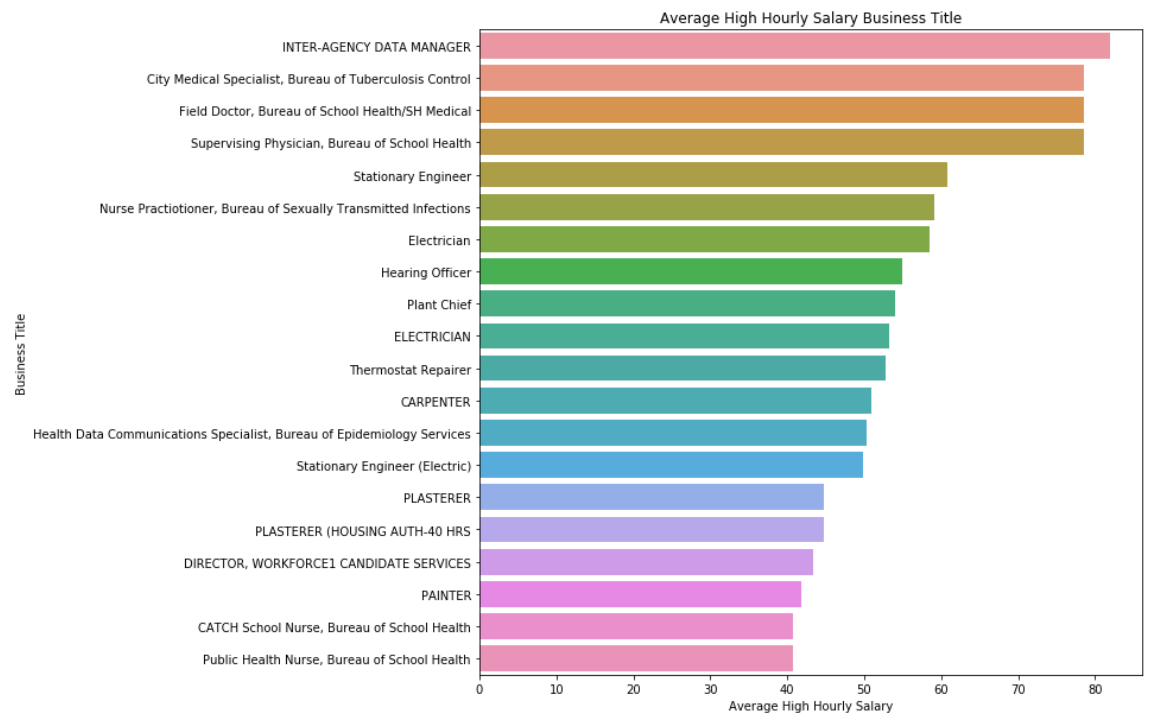 Average High Hourly Salary Business Title
INTER-AGENCY DATA MANAGER
City Medical Specialist, Bureau of Tuberculosis Control
Field Doctor, Bureau of School Health/SH Medical
Supervising Physician, Bureau of School Health
Stationary Engineer
Nurse Practiotioner, Bureau of Sexually Transmitted Infections
Electrician
Hearing Officer
Plant Chief
ELECTRICIAN
Thermostat Repairer
CARPENTER
Health Data Communications Specialist, Bureau of Epidemiology Services
Stationary Engineer (Electric)
PLASTERER
PLASTERER (HOUSING AUTH-40 HRS
DIRECTOR, WORKFORCE1 CANDIDATE SERVICES
PAINTER
CATCH School Nurse, Bureau of School Health
Public Health Nurse, Bureau of School Health
Business Title
0 10 20 30 40 50 60 70 80
Average High Hourly Salary